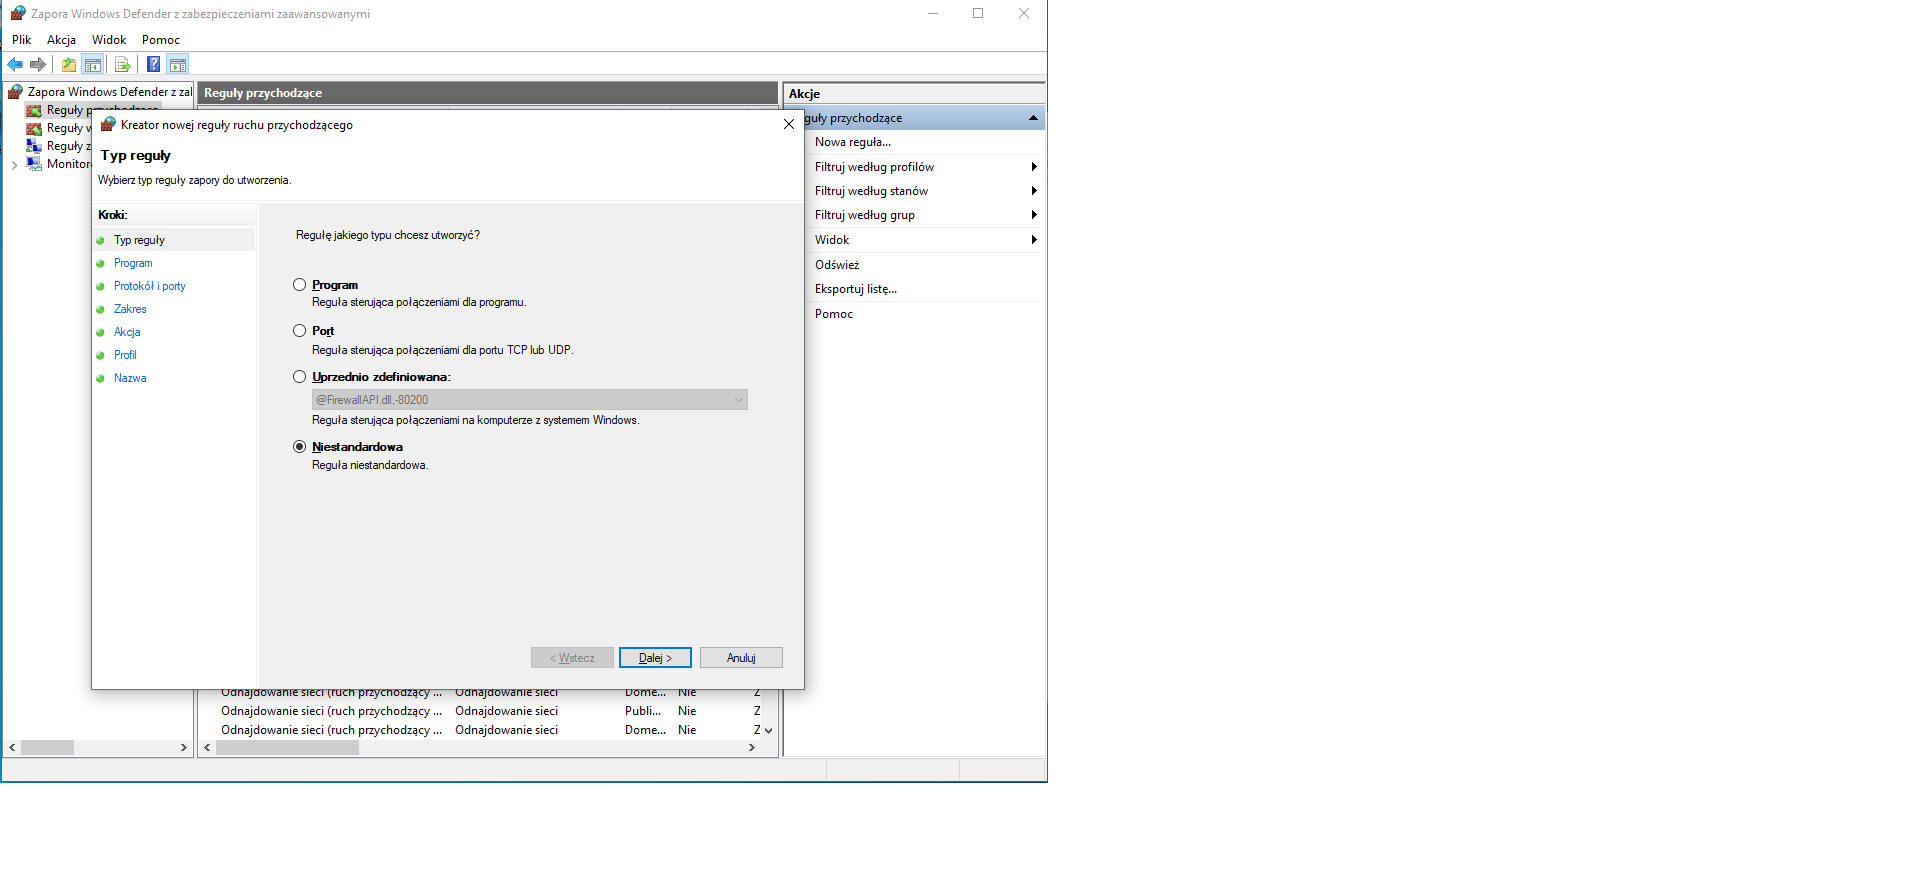 Zapora Windows Defender z zabezpieczeniami zaawansowanymi
Plik Akcja Widok Pomoc
Zapora Windows Defender z zal
Reguły przychodzące
Reguły w
Reguły z
Monitor
Reguły przychodzące
Kreator nowej reguły ruchu przychodzącego
Typ reguły
Wybierz typ reguły zapory do utworzenia.
Kroki:
Typ reguły
Program
Protokół i porty
Zakres
Akcja
Profil
Nazwa
Regułę jakiego typu chcesz utworzyć?
Program
Reguła sterująca połączeniami dla programu.
Port
Reguła sterująca połączeniami dla portu TCP lub UDP.
Uprzednio zdefiniowana:
@FirewallAPI.dll,-80200
Reguła sterująca połączeniami na komputerze z systemem Windows.
Niestandardowa
Reguła niestandardowa.
< Wstecz Dalej > Anuluj
Odnajdowanie sieci (ruch przychodzący ... Odnajdowanie sieci Dome... Nie Z
Odnajdowanie sieci (ruch przychodzący ... Odnajdowanie sieci Publi... Nie Z
Odnajdowanie sieci (ruch przychodzący ... Odnajdowanie sieci Dome... Nie Z
Akcje
guły przychodzące
Nowa reguła...
Filtruj według profilów
Filtruj według stanów
Filtruj według grup
Widok
Odśwież
Eksportuj listę...
Pomoc